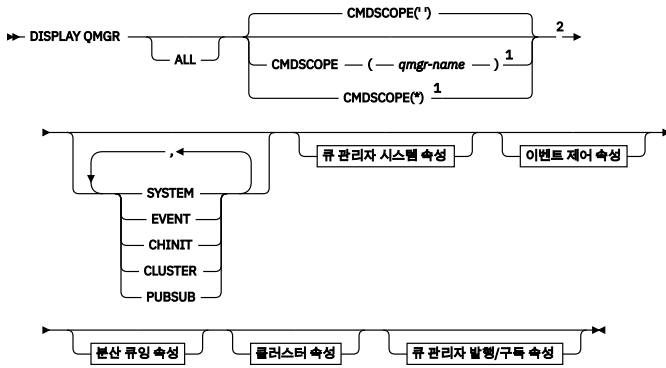 CMDSCOPE(' ')
2
DISPLAY QMGR
ALL
CMDSCOPE ( qmgr-name ) 1
CMDSCOPE(*) 1
,
SYSTEM
EVENT
CHINIT
CLUSTER
PUBSUB
큐 관리자 시스템 속성
이벤트 제어 속성
분산 큐잉 속성
클러스터 속성
큐 관리자 발행/구독 속성